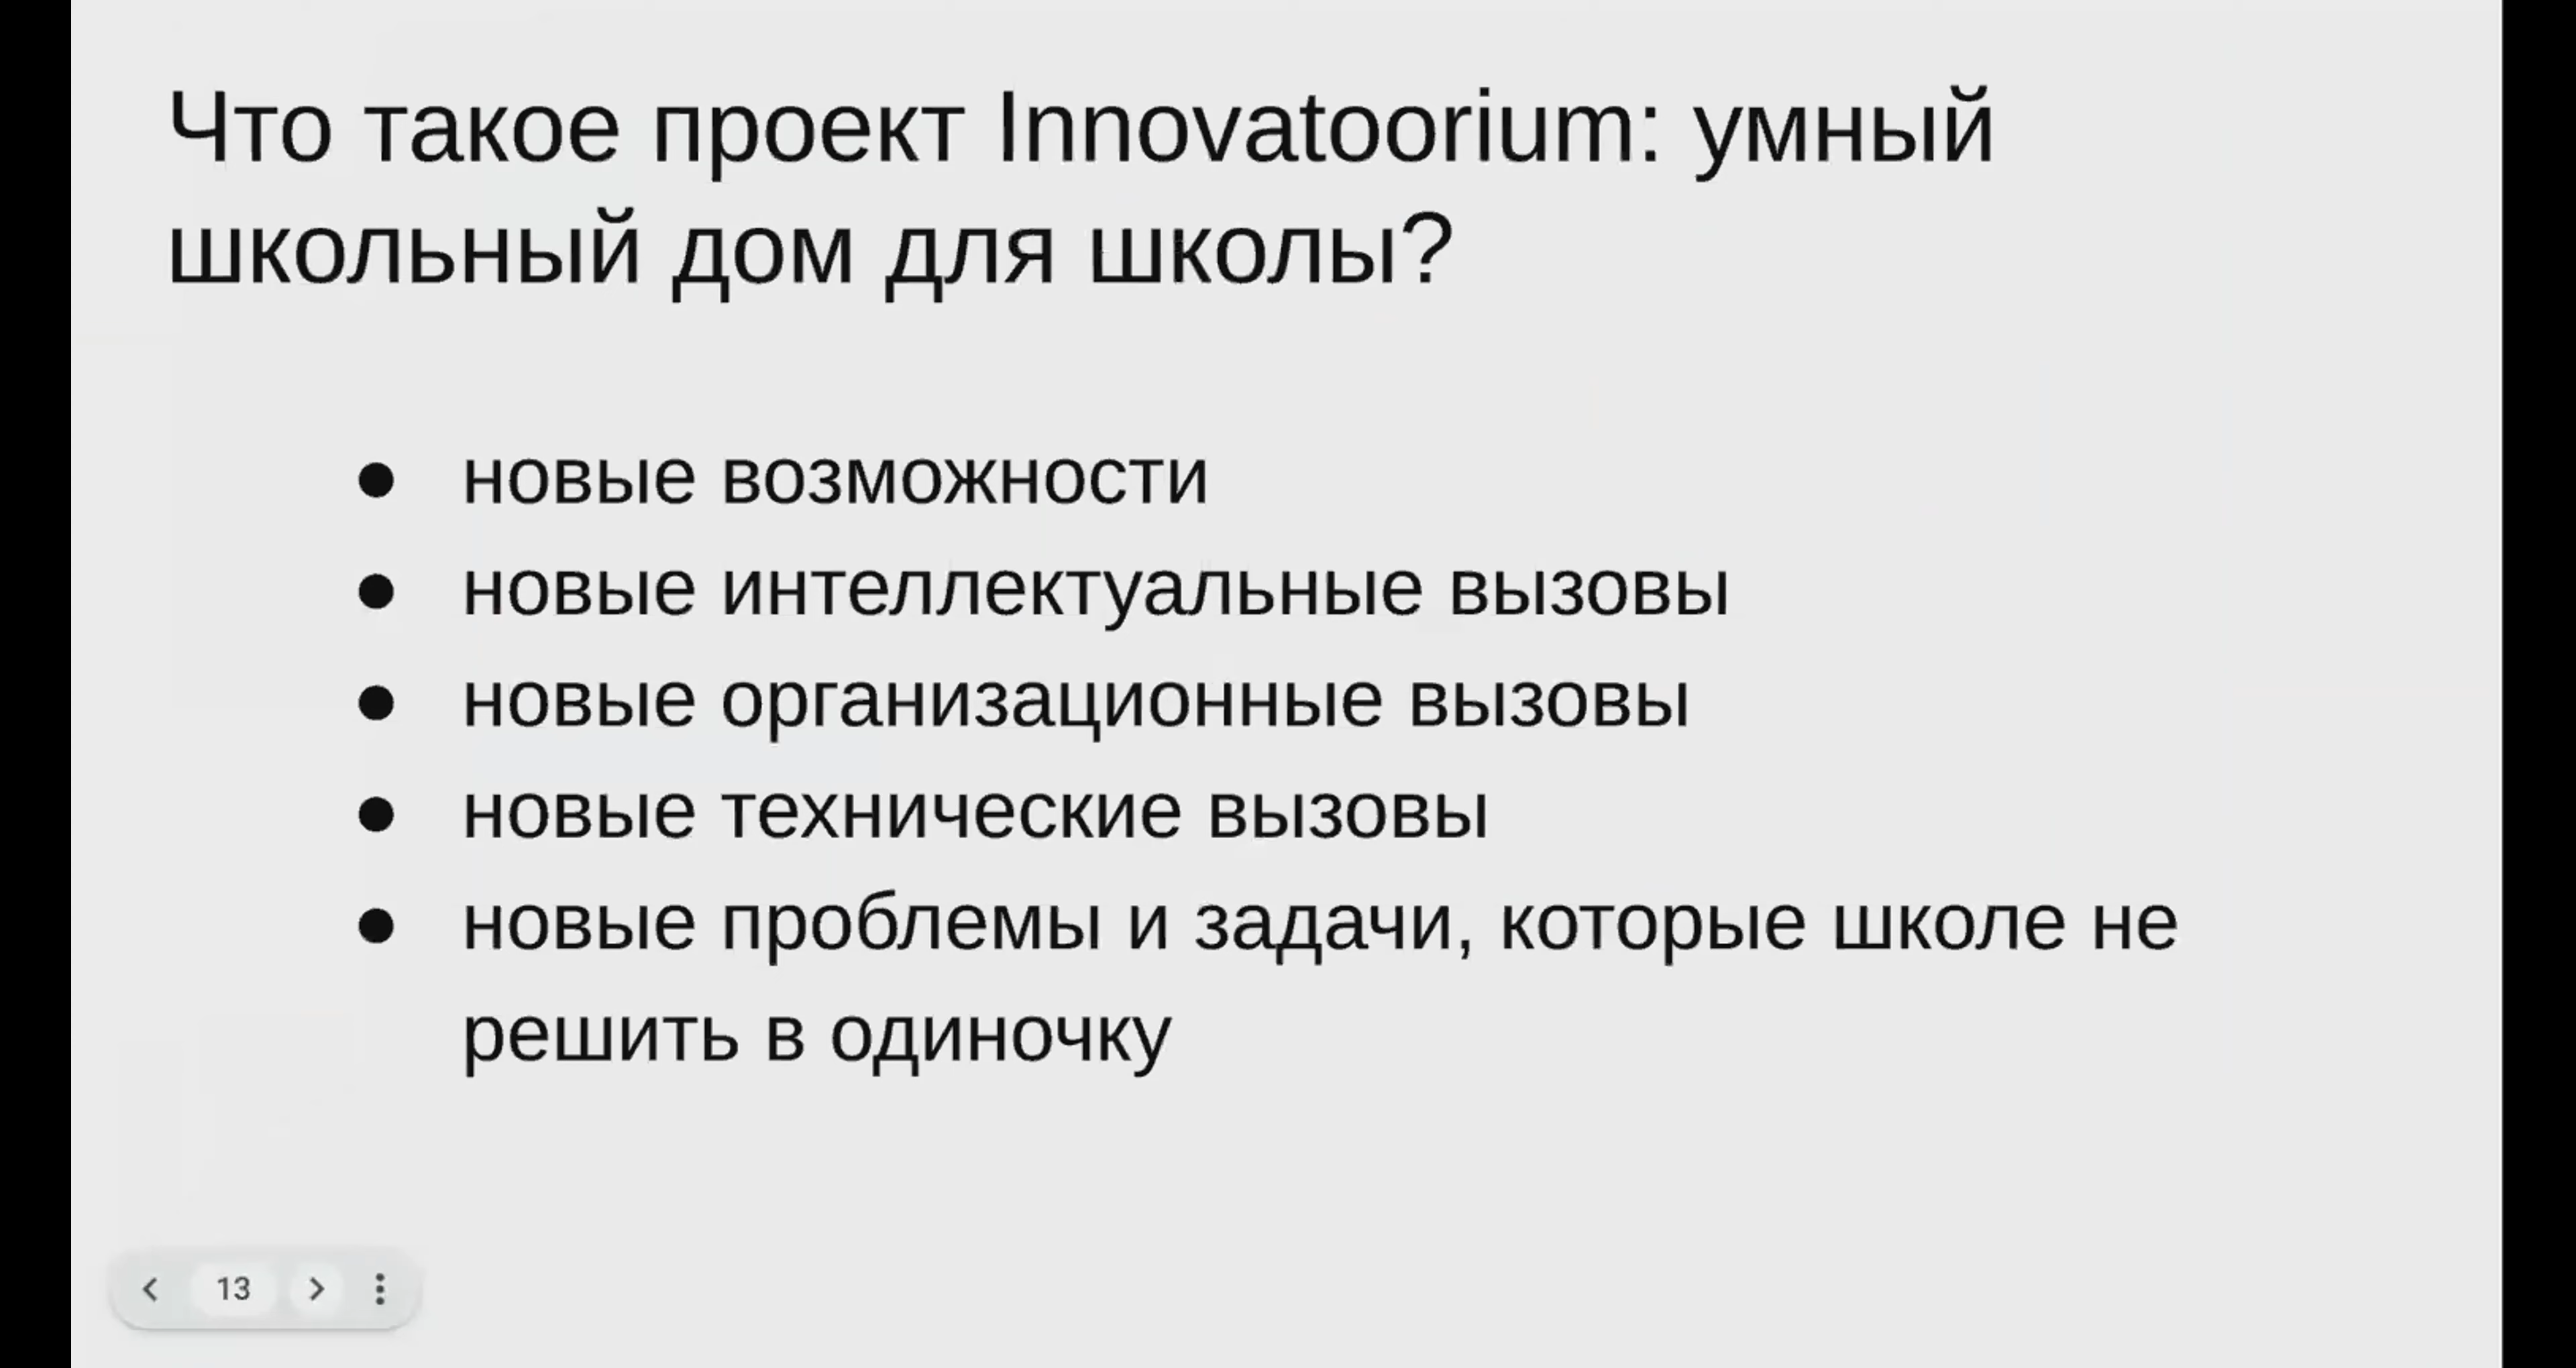 Что такое проект Innovatoorium: умный
школьный дом для школы?
● новые возможности
● новые интеллектуальные вызовы
● новые организационные вызовы
● новые технические вызовы
● новые проблемы и задачи, которые школе не
решить в одиночку
13